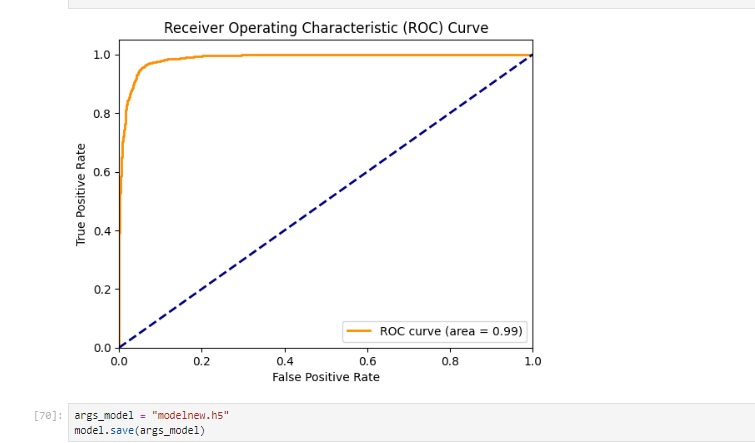 Receiver Operating Characteristic (ROC) Curve
1.0
0.8
0.6
0.4
0.2
0.0
True Positive Rate
ROC curve (area = 0.99)
0.0 0.2 0.4 0.6 0.8 1.0
False Positive Rate
[70]: args_model = "modelnew.h5"
model.save(args_model)